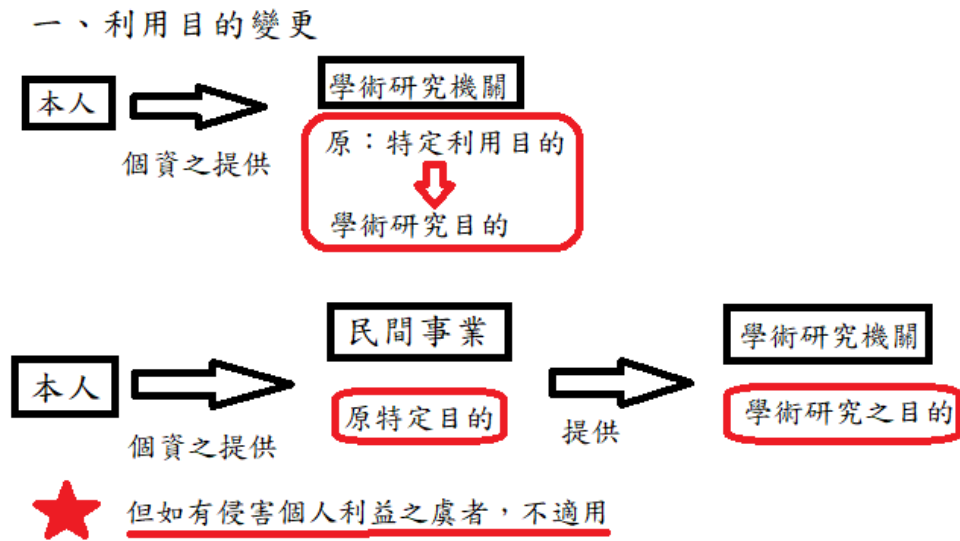 一、利用目的變更
本人
學術研究機關
個資之提供
原：特定利用目的
學術研究目的
本人
民間事業
學術研究機關
個資之提供
原特定目的
提供
學術研究之目的
但如有侵害個人利益之虞者，不適用